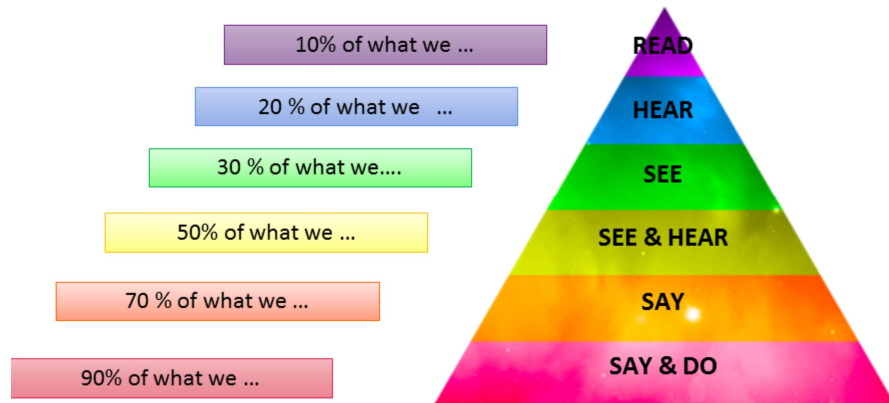 10% of what we ... READ
20 % of what we ... HEAR
30 % of what we.... SEE
50% of what we ... SEE & HEAR
70 % of what we ... SAY
90% of what we ... SAY & DO